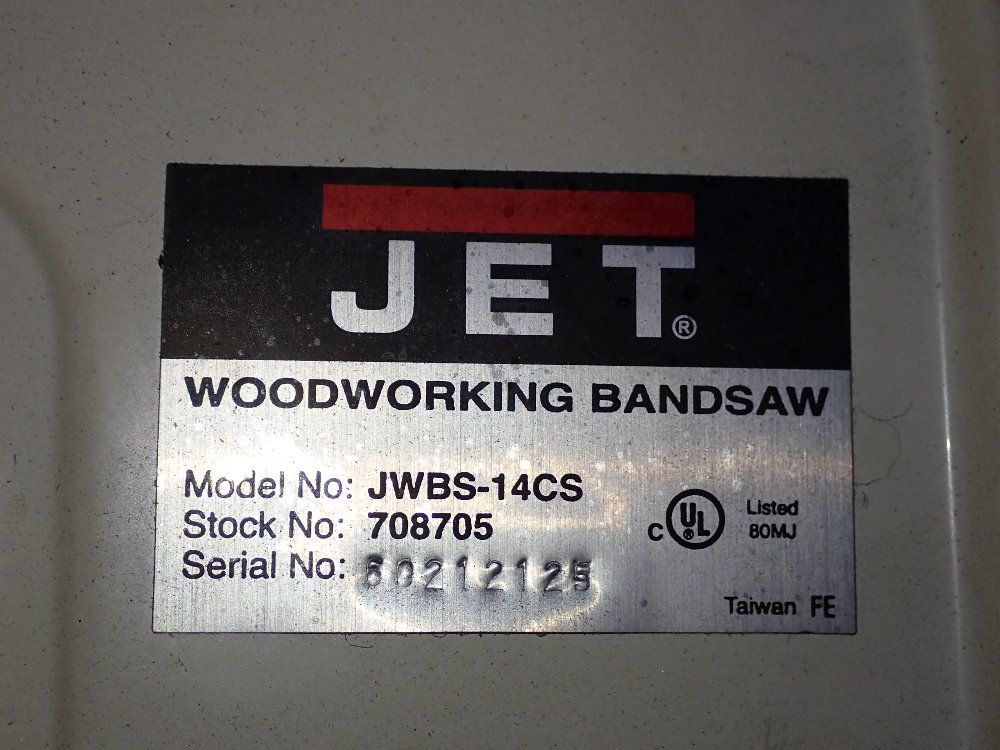 JET®
WOODWORKING BANDSAW
Model No: JWBS-14CS
Stock No: 708705
Serial No: 60212125
C UL® Listed
80MJ
Taiwan FE